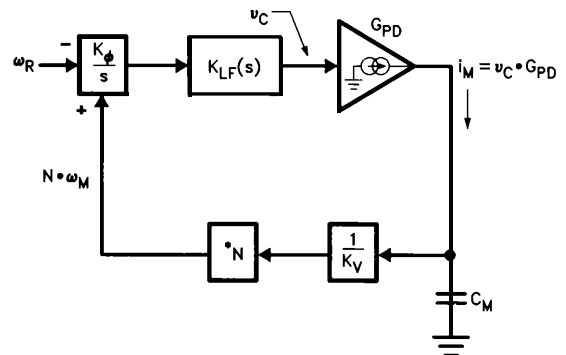 v_C
G_PD
−
ω_R
K_ϕ
s
K_LF(s)
i_M = v_C • G_PD
+
N • ω_M
*N
1
K_V
C_M